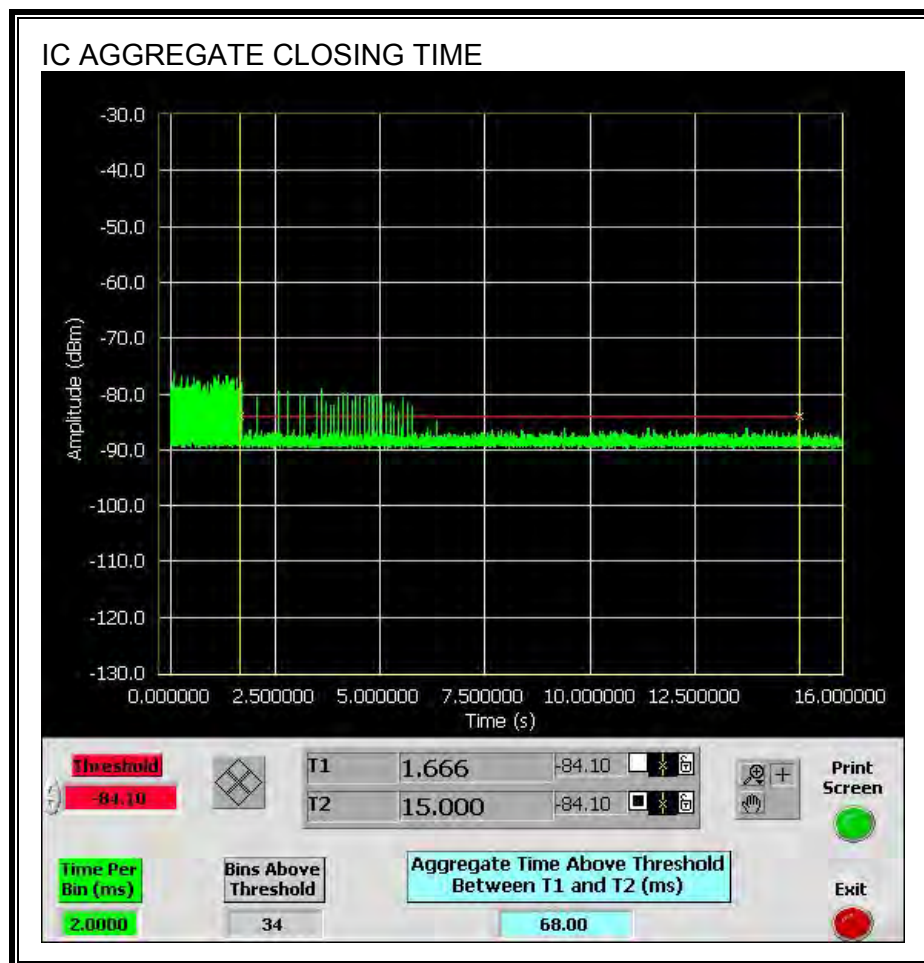 IC AGGREGATE CLOSING TIME
-30.0
-40.0
-50.0
-60.0
-70.0
-80.0
-90.0
-100.0
-110.0
-120.0
-130.0
Amplitude (dBm)
0.000000 2.500000 5.000000 7.500000 10.000000 12.500000 16.000000
Time (s)
Threshold
-84.10
T1 1.666 -84.10
T2 15.000 -84.10
Print
Screen
Time Per
Bin (ms)
2.0000
Bins Above
Threshold
34
Aggregate Time Above Threshold
Between T1 and T2 (ms)
68.00
Exit